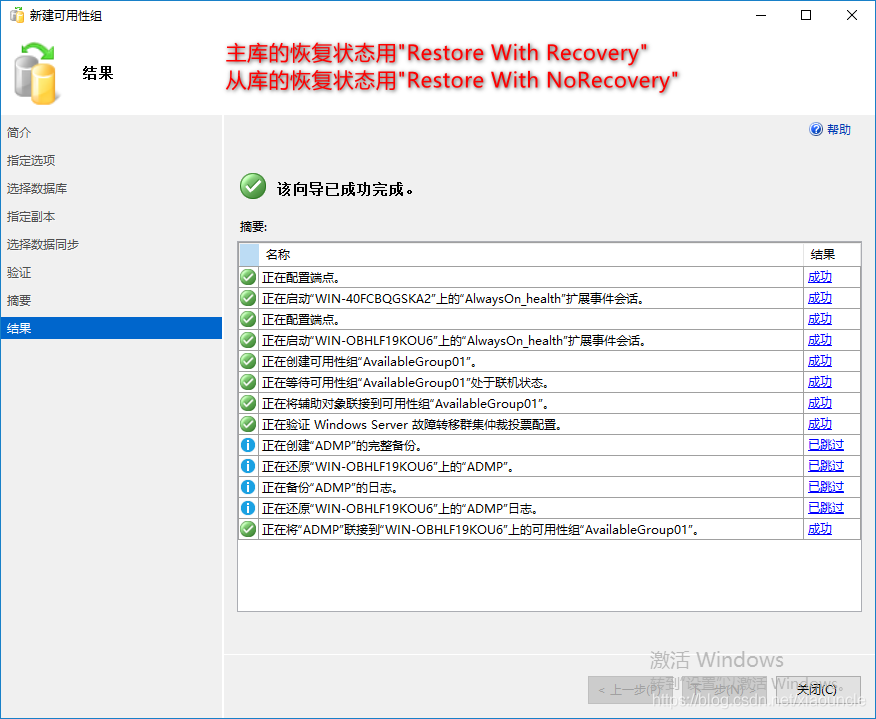 新建可用性组
结果
主库的恢复状态用"Restore With Recovery"
从库的恢复状态用"Restore With NoRecovery"
帮助
简介
指定选项
选择数据库
指定副本
选择数据同步
验证
摘要
结果
该向导已成功完成。
摘要:
名称 结果
正在配置端点。 成功
正在启动“WIN-40FCBQGSKA2”上的“AlwaysOn_health”扩展事件会话。 成功
正在配置端点。 成功
正在启动“WIN-OBHLF19KOU6”上的“AlwaysOn_health”扩展事件会话。 成功
正在创建可用性组“AvailableGroup01”。 成功
正在等待可用性组“AvailableGroup01”处于联机状态。 成功
正在将辅助对象联接到可用性组“AvailableGroup01”。 成功
正在验证 Windows Server 故障转移群集仲裁投票配置。 成功
正在创建“ADMP”的完整备份。 已跳过
正在还原“WIN-OBHLF19KOU6”上的“ADMP”。 已跳过
正在备份“ADMP”的日志。 已跳过
正在还原“WIN-OBHLF19KOU6”上的“ADMP”日志。 已跳过
正在将“ADMP”联接到“WIN-OBHLF19KOU6”上的可用性组“AvailableGroup01”。 成功
激活 Windows
转到"设置"以激活 Windows。
< 上一步(P) 下一步(N) > 关闭(C)
https://blog.csdn.net/xiaouncle